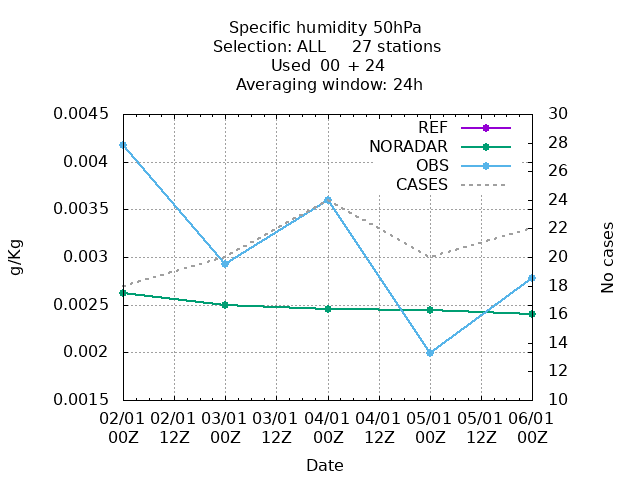 Specific humidity 50hPa
Selection: ALL     27 stations
Used  00  + 24
Averaging window: 24h
0.0045
0.004
0.0035
0.003
0.0025
0.002
0.0015
g/Kg
REF
NORADAR
OBS
CASES
30
28
26
24
22
20
18
16
14
12
10
No cases
02/01 02/01 03/01 03/01 04/01 04/01 05/01 05/01 06/01
00Z 12Z 00Z 12Z 00Z 12Z 00Z 12Z 00Z
Date